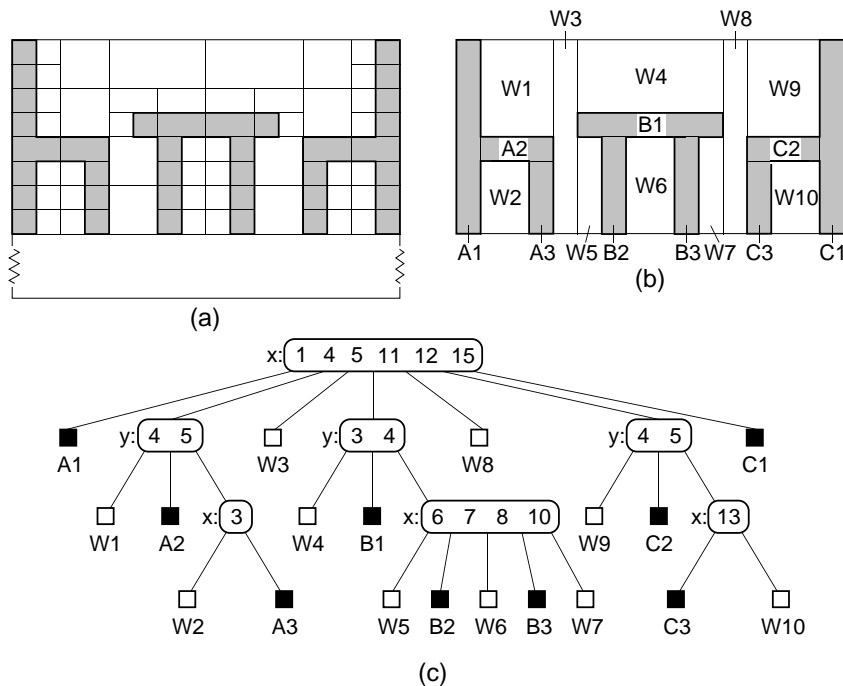 W3 W8
W1 W4 W9
B1
A2 C2
W2 W6 W10
A1 A3 W5 B2 B3 W7 C3 C1
(a) (b)
x: 1 4 5 11 12 15
A1 y: 4 5 W3 y: 3 4 W8 y: 4 5 C1
W1 A2 x: 3 W4 B1 x: 6 7 8 10 W9 C2 x: 13
W2 A3 W5 B2 W6 B3 W7 C3 W10
(c)